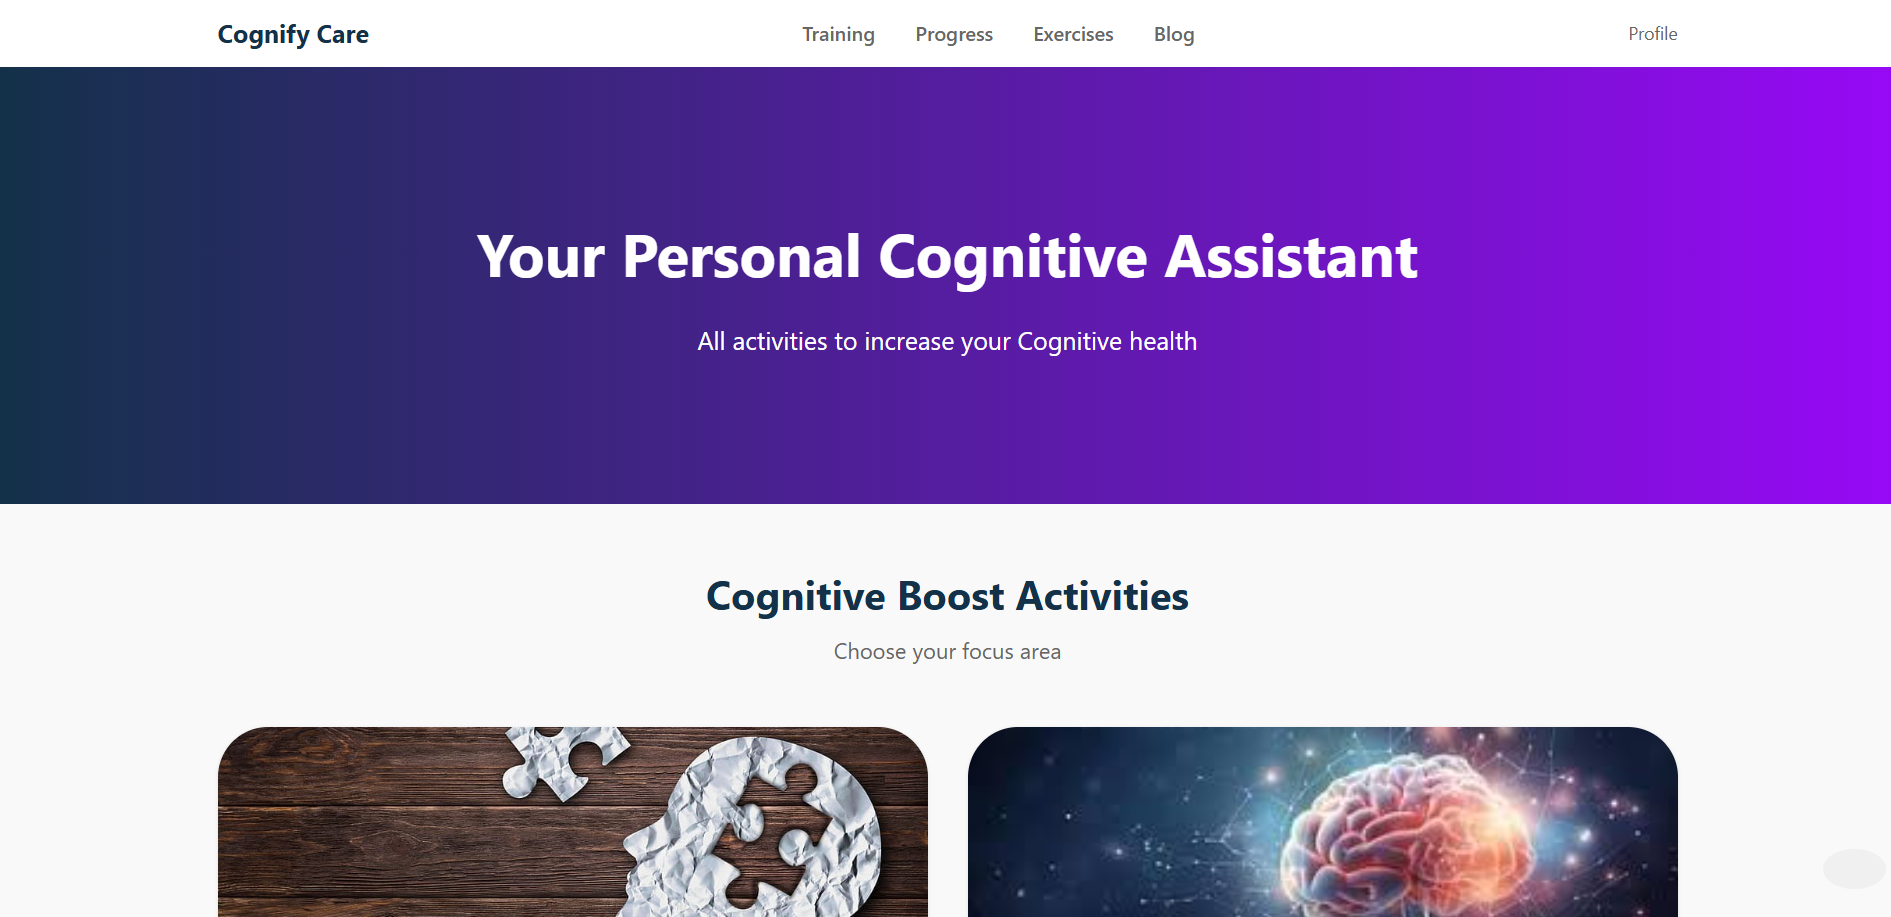 Cognify Care
Training
Progress
Exercises
Blog
Profile
Your Personal Cognitive Assistant
All activities to increase your Cognitive health
Cognitive Boost Activities
Choose your focus area